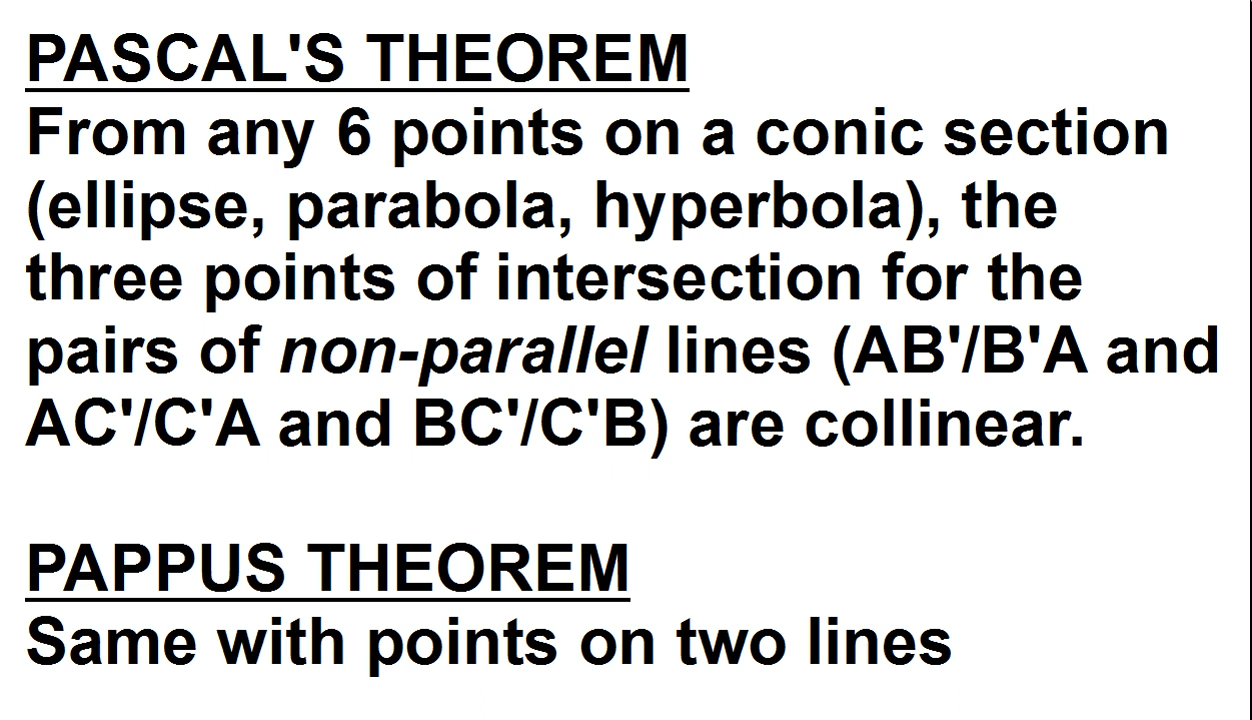 PASCAL'S THEOREM
From any 6 points on a conic section
(ellipse, parabola, hyperbola), the
three points of intersection for the
pairs of non-parallel lines (AB'/B'A and
AC'/C'A and BC'/C'B) are collinear.
PAPPUS THEOREM
Same with points on two lines